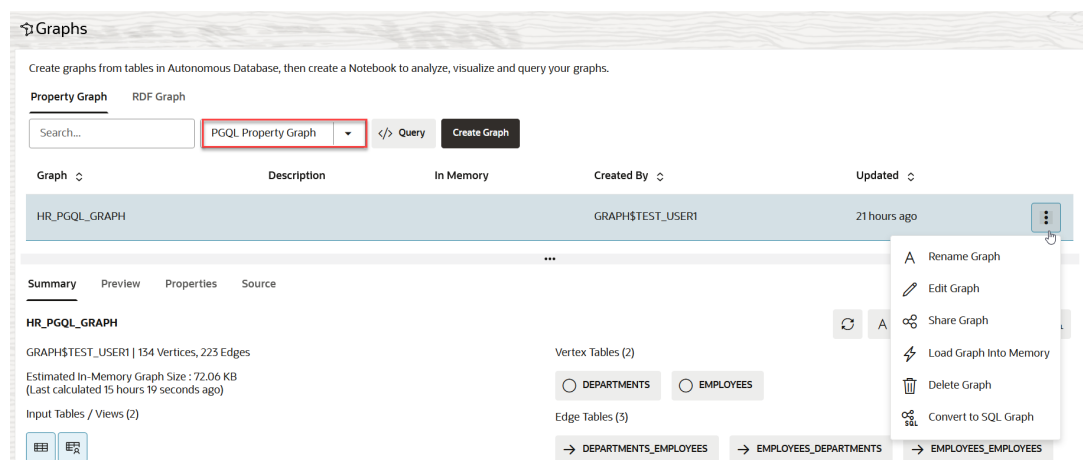 Graphs
Create graphs from tables in Autonomous Database, then create a Notebook to analyze, visualize and query your graphs.
Property Graph RDF Graph
Search... PGQL Property Graph </> Query Create Graph
Graph Description In Memory Created By Updated
HR_PGQL_GRAPH GRAPH$TEST_USER1 21 hours ago
Rename Graph
Edit Graph
Share Graph
Load Graph Into Memory
Delete Graph
SQL Convert to SQL Graph
Summary Preview Properties Source
HR_PGQL_GRAPH A
GRAPH$TEST_USER1 | 134 Vertices, 223 Edges
Estimated In-Memory Graph Size : 72.06 KB
(Last calculated 15 hours 19 seconds ago)
Input Tables / Views (2)
Vertex Tables (2)
DEPARTMENTS EMPLOYEES
Edge Tables (3)
DEPARTMENTS_EMPLOYEES EMPLOYEES_DEPARTMENTS EMPLOYEES_EMPLOYEES